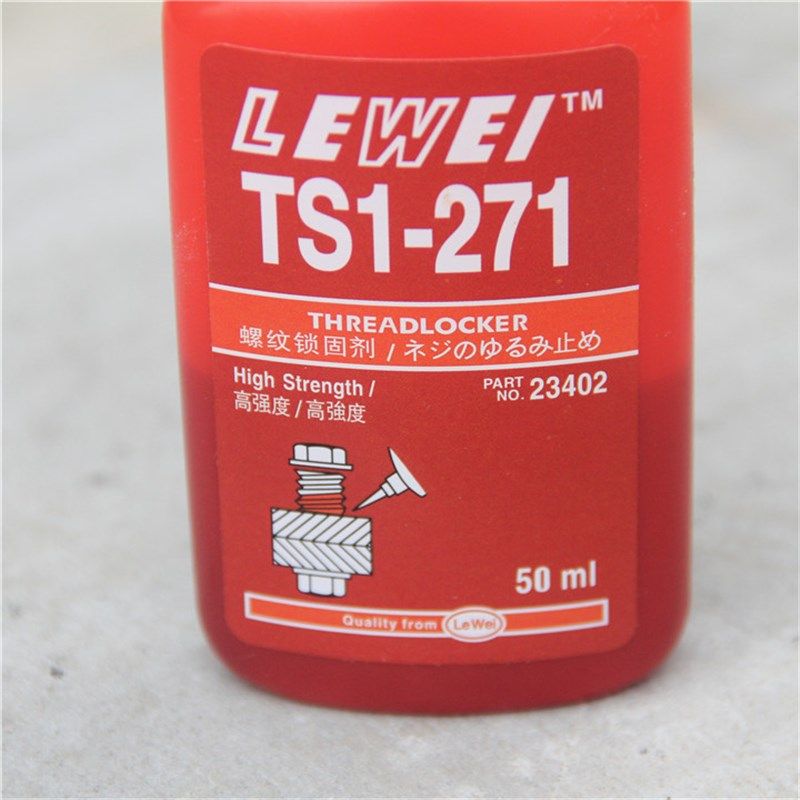 LEWEI™
TS1-271
THREADLOCKER
螺纹锁固剂 / ネジのゆるみ止め
High Strength /
高强度 / 高強度
PART NO. 23402
50 ml
Quality from LeWei